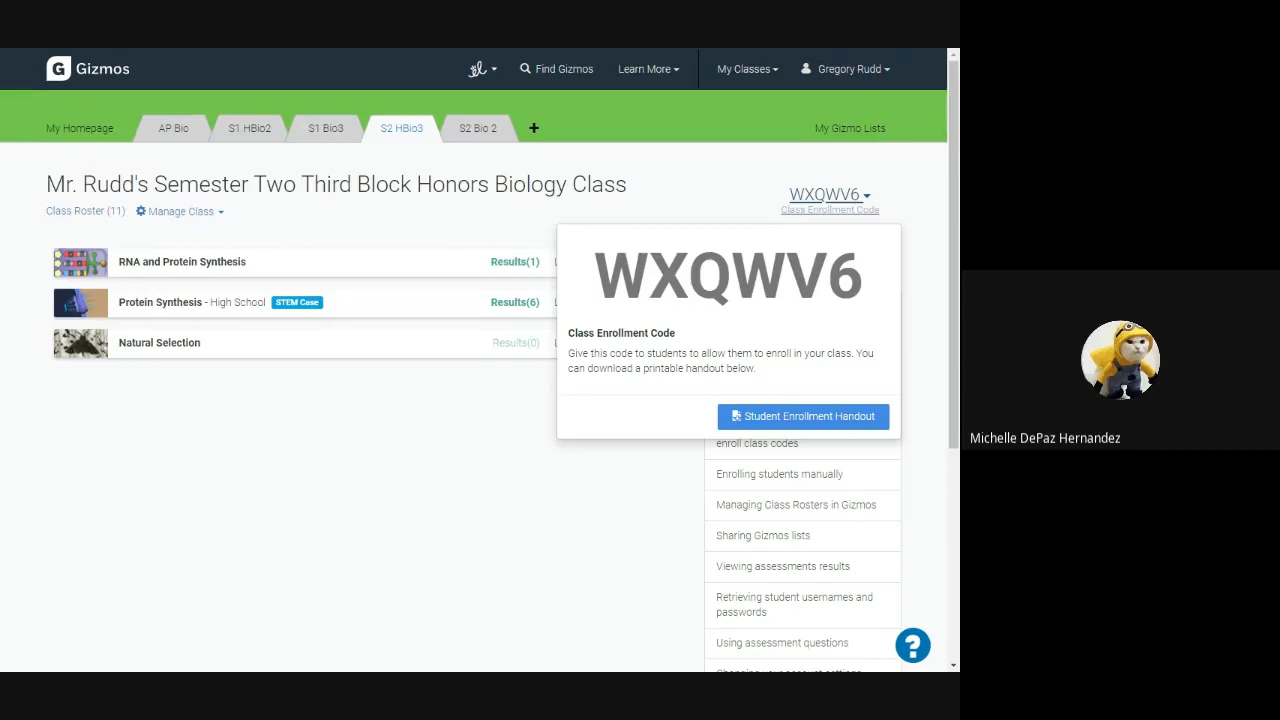 G Gizmos
Find Gizmos
Learn More
My Classes
Gregory Rudd
My Homepage
AP Bio
S1 HBio2
S1 Bio3
S2 HBio3
S2 Bio 2
+
My Gizmo Lists
Mr. Rudd's Semester Two Third Block Honors Biology Class
WXQWV6
Class Enrollment Code
Class Roster (11)
Manage Class
RNA and Protein Synthesis
Results(1)
Protein Synthesis - High School STEM Case
Results(6)
Natural Selection
Results(0)
WXQWV6
Class Enrollment Code
Give this code to students to allow them to enroll in your class. You
can download a printable handout below.
Student Enrollment Handout
enroll class codes
Enrolling students manually
Managing Class Rosters in Gizmos
Sharing Gizmos lists
Viewing assessments results
Retrieving student usernames and
passwords
Using assessment questions
?
Michelle DePaz Hernandez